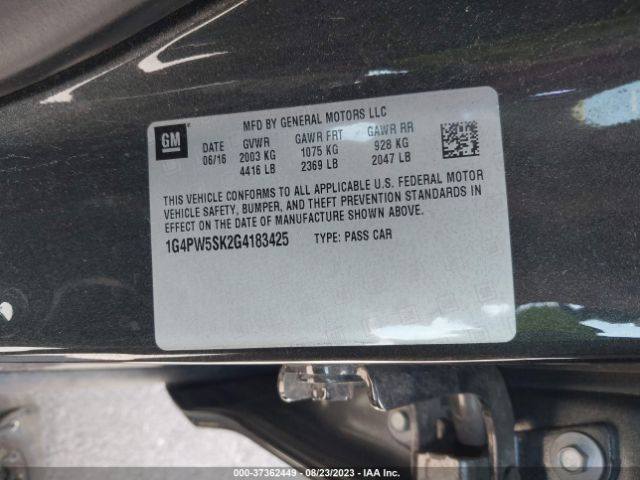 MFD BY GENERAL MOTORS LLC
GM
DATE GVWR GAWR FRT GAWR RR
06/16 2003 KG 1075 KG 928 KG
4416 LB 2369 LB 2047 LB
THIS VEHICLE CONFORMS TO ALL APPLICABLE U.S. FEDERAL MOTOR
VEHICLE SAFETY, BUMPER, AND THEFT PREVENTION STANDARDS IN
EFFECT ON THE DATE OF MANUFACTURE SHOWN ABOVE.
1G4PW5SK2G4183425 TYPE: PASS CAR
000-37362449 - 08/23/2023 - IAA Inc.